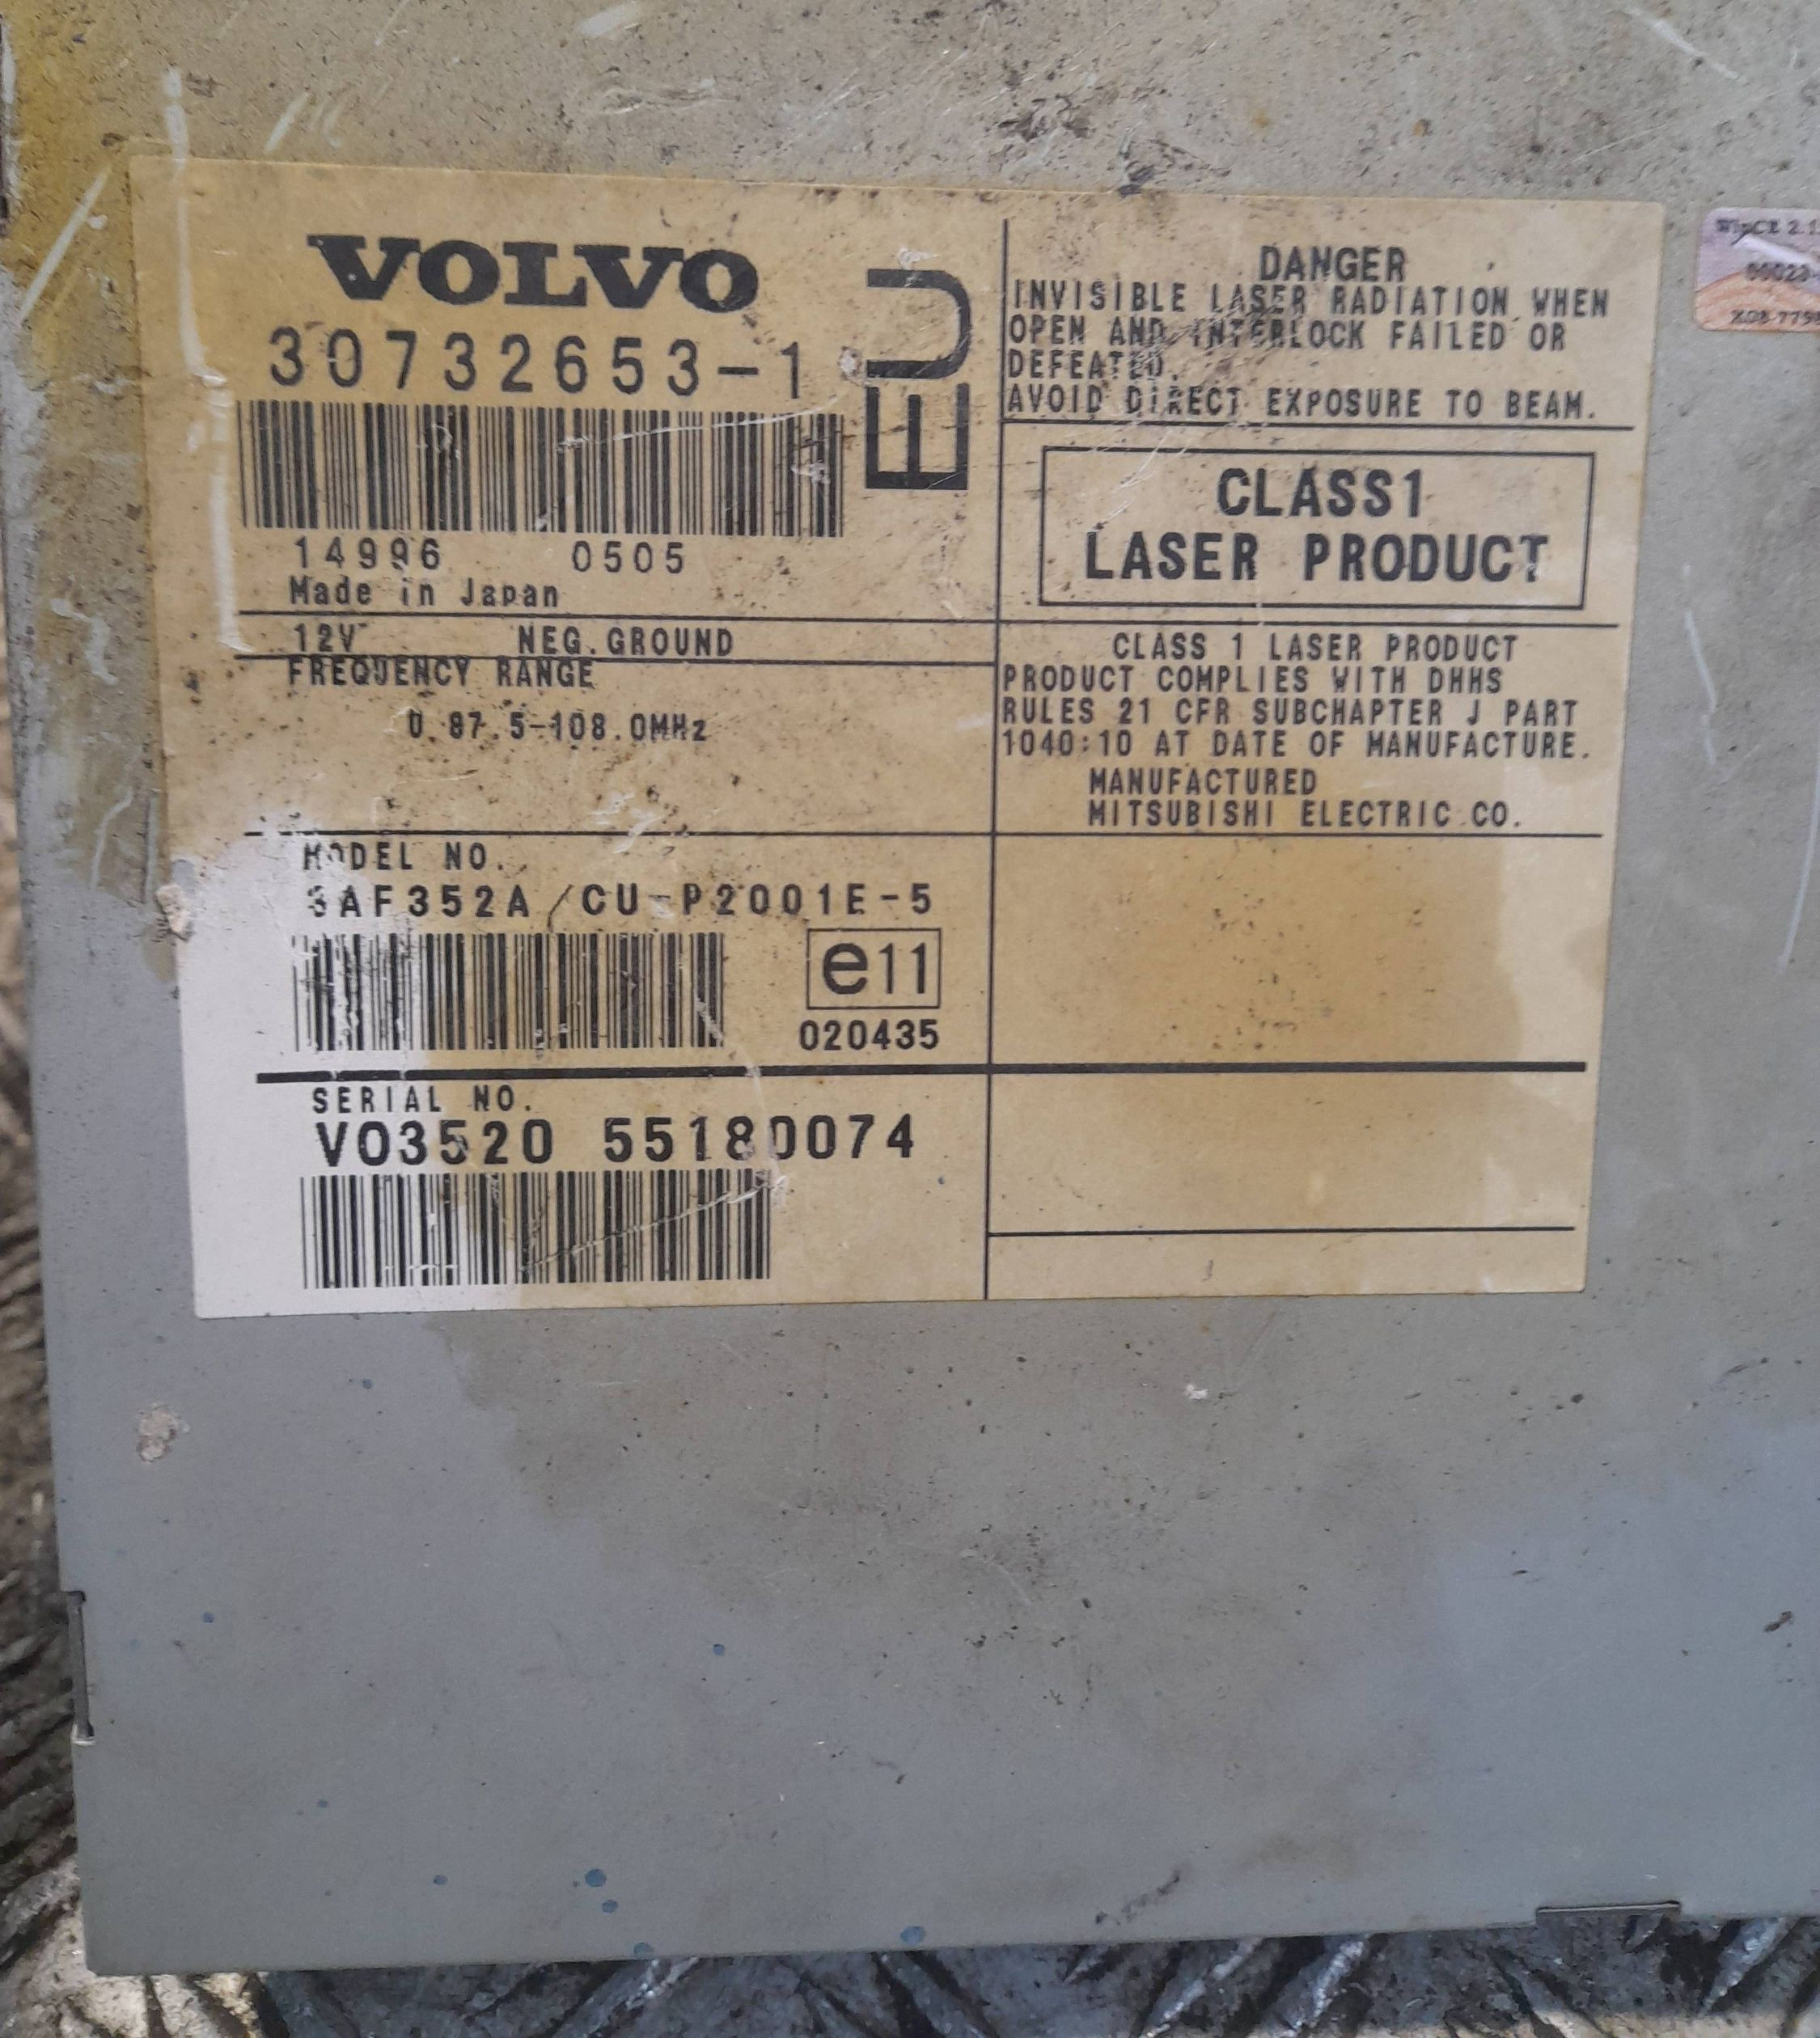 VOLVO
30732653-1
EU
14996 0505
Made in Japan
12V NEG.GROUND
FREQUENCY RANGE
U 87.5-108.0MHz
MODEL NO.
3AF352A/CU-P2001E-5
e11
020435
SERIAL NO.
V03520 55180074
DANGER
INVISIBLE LASER RADIATION WHEN
OPEN AND INTERLOCK FAILED OR
DEFEATED.
AVOID DIRECT EXPOSURE TO BEAM.
CLASS1
LASER PRODUCT
CLASS 1 LASER PRODUCT
PRODUCT COMPLIES WITH DHHS
RULES 21 CFR SUBCHAPTER J PART
1040:10 AT DATE OF MANUFACTURE.
MANUFACTURED
MITSUBISHI ELECTRIC CO.
WinCE